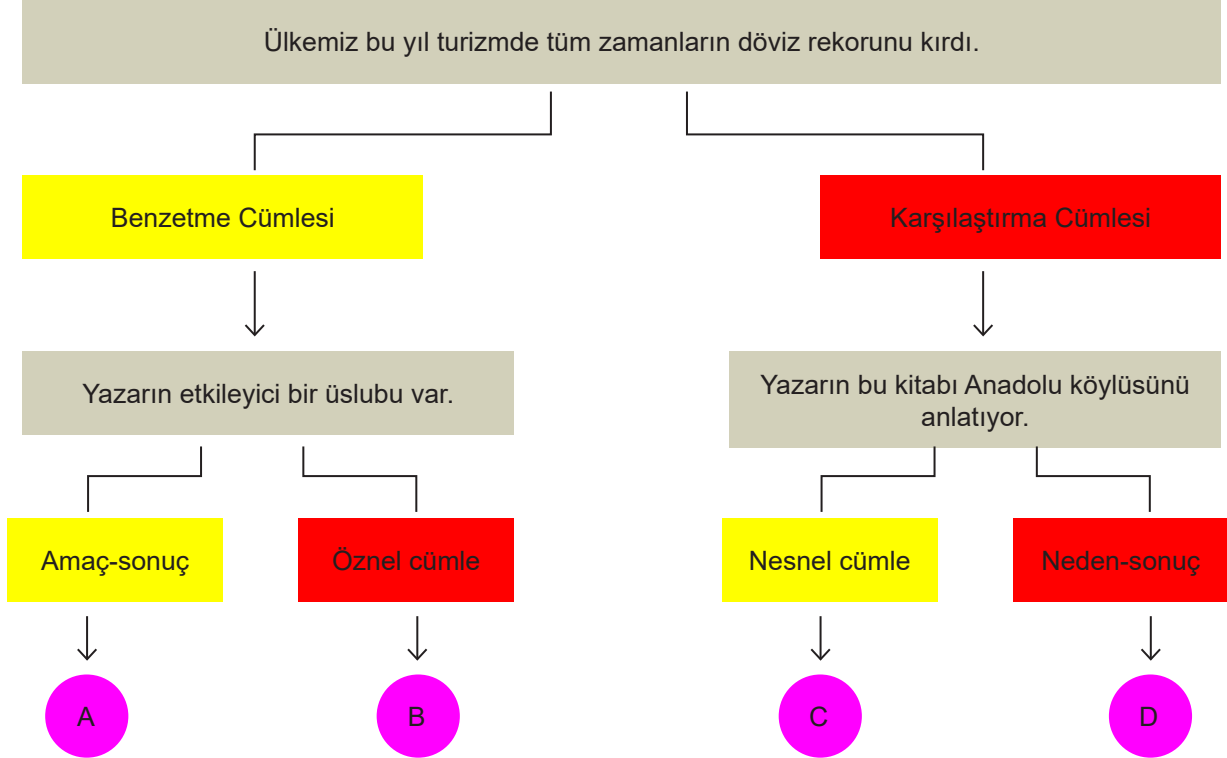 Ülkemiz bu yıl turizmde tüm zamanların döviz rekorunu kırdı.
Benzetme Cümlesi
Karşılaştırma Cümlesi
Yazarın etkileyici bir üslubu var.
Yazarın bu kitabı Anadolu köylüsünü
anlatıyor.
Amaç-sonuç
Öznel cümle
Nesnel cümle
Neden-sonuç
A
B
C
D